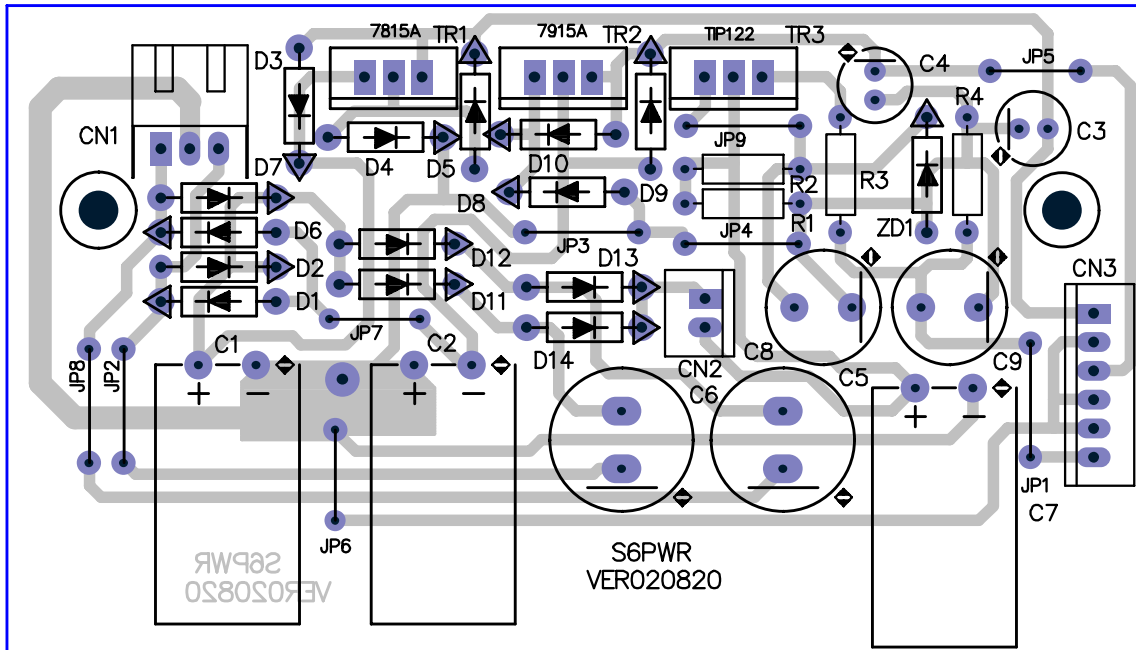 7815A
TR1
7915A
TR2
TIP122
TR3
D3
C4
JP5
R4
C3
CN1
D7
D4
D5
D10
JP9
R2
R3
D8
D9
R1
ZD1
D6
JP3
JP4
D12
D13
D2
CN3
D1
D11
JP7
C1
C2
D14
CN2
C8
C5
C9
JP8
JP2
C6
+
-
+
-
+
-
JP1
C7
JP6
S6PWR
VER020820
S6PWR
VER020820